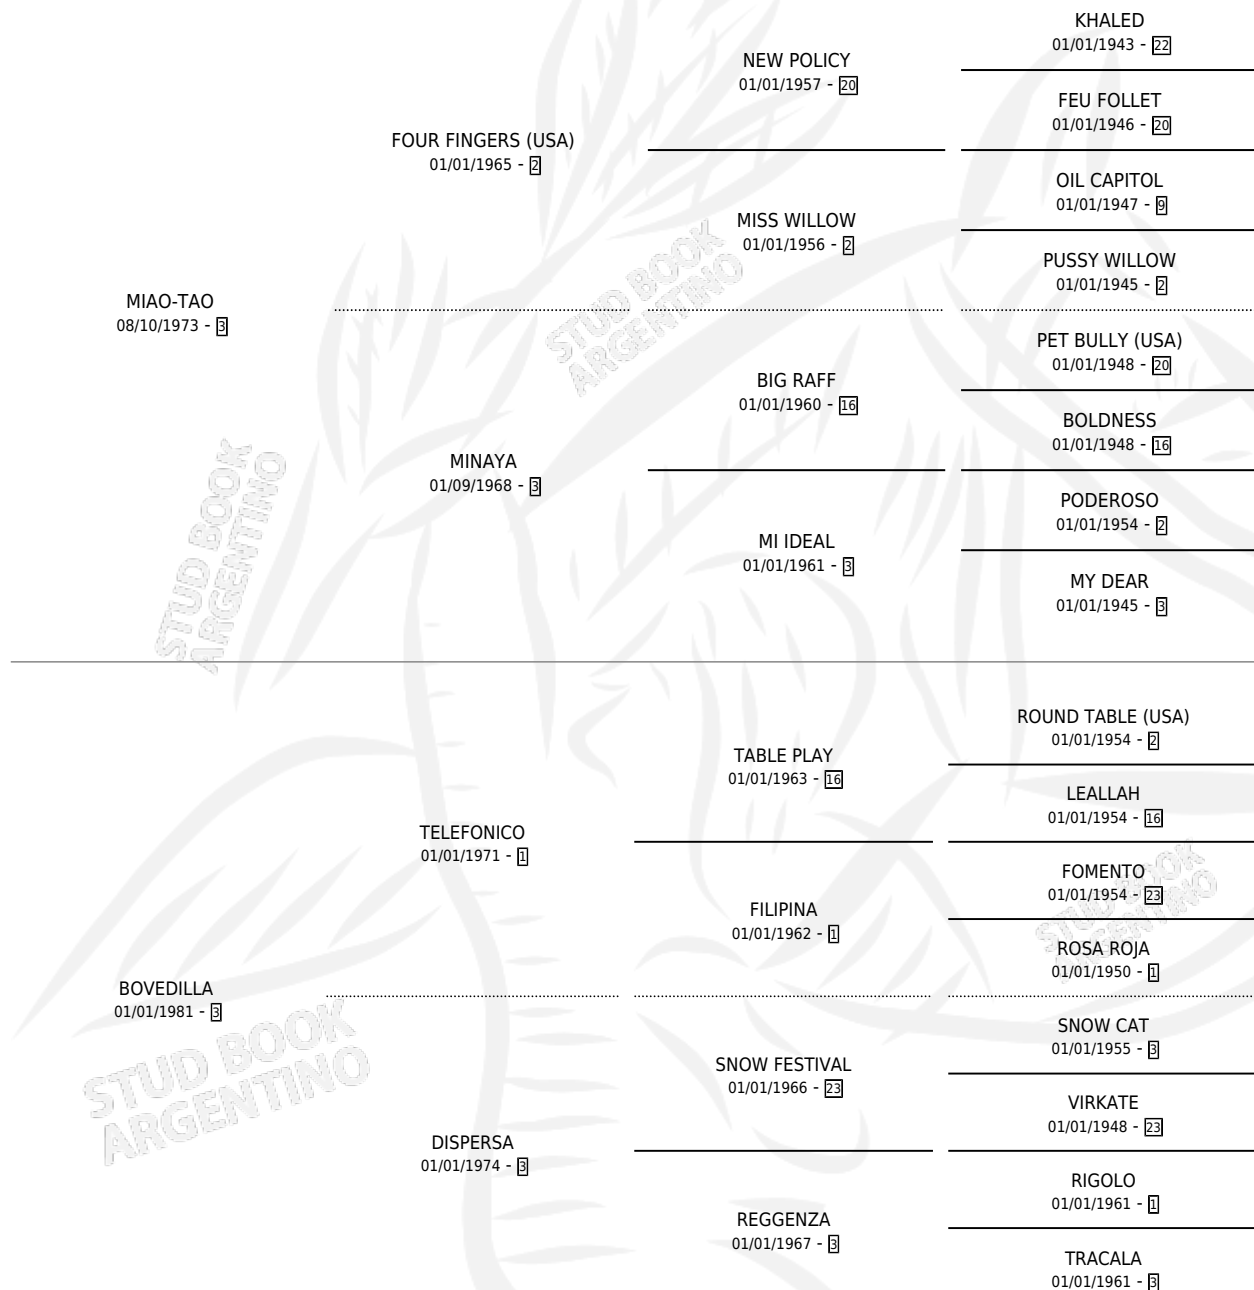 KHALED
01/01/1943 - 22
NEW POLICY
01/01/1957 - 20
FEU FOLLET
01/01/1946 - 20
FOUR FINGERS (USA)
01/01/1965 - 2
OIL CAPITOL
01/01/1947 - 9
MISS WILLOW
01/01/1956 - 2
PUSSY WILLOW
01/01/1945 - 2
MIAO-TAO
08/10/1973 - 3
STUD BOOK
ARGENTINO
PET BULLY (USA)
01/01/1948 - 20
BIG RAFF
01/01/1960 - 16
BOLDNESS
01/01/1948 - 16
MINAYA
01/09/1968 - 3
PODEROSO
01/01/1954 - 2
MI IDEAL
01/01/1961 - 3
MY DEAR
01/01/1945 - 3
STUD BOOK
ARGENTINO
ROUND TABLE (USA)
01/01/1954 - 2
TABLE PLAY
01/01/1963 - 16
LEALLAH
01/01/1954 - 16
TELEFONICO
01/01/1971 - 1
FOMENTO
01/01/1954 - 23
STUD BOOK
ARGENTINO
FILIPINA
01/01/1962 - 1
ROSA ROJA
01/01/1950 - 1
BOVEDILLA
01/01/1981 - 3
SNOW CAT
01/01/1955 - 3
STUD BOOK
ARGENTINO
SNOW FESTIVAL
01/01/1966 - 23
VIRKATE
01/01/1948 - 23
DISPERSA
01/01/1974 - 3
RIGOLO
01/01/1961 - 1
REGGENZA
01/01/1967 - 3
TRACALA
01/01/1961 - 3